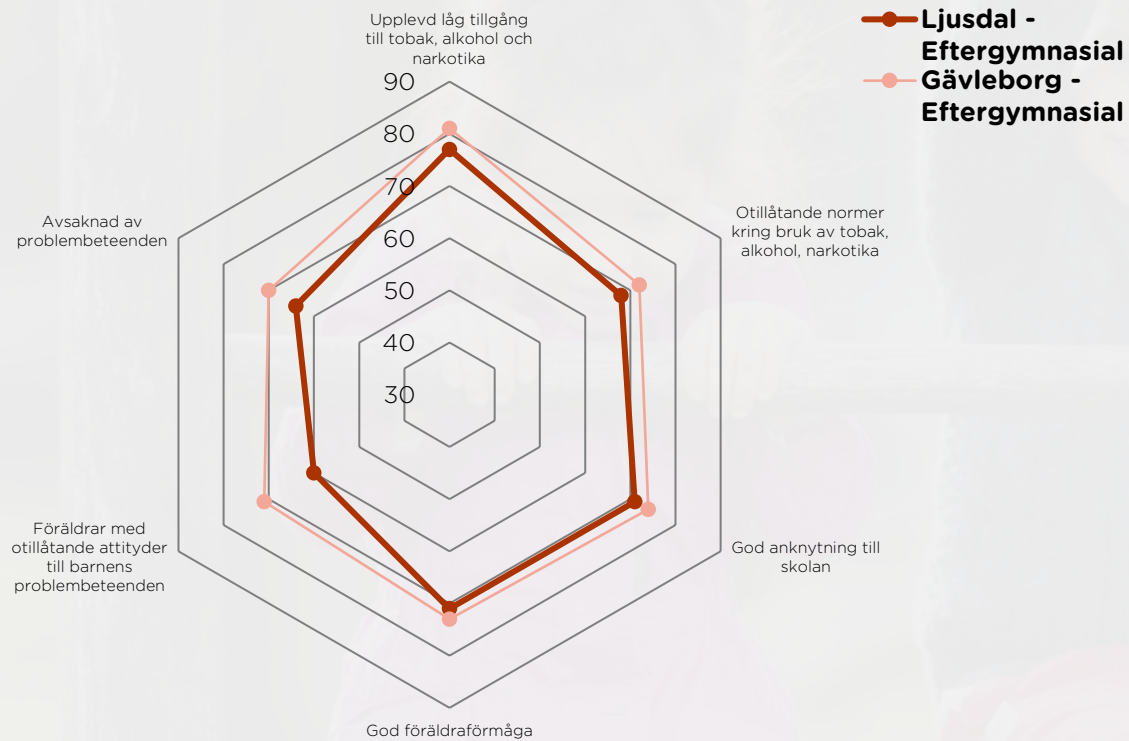 Upplevd låg tillgång
till tobak, alkohol och
narkotika
Ljusdal -
Eftergymnasial
Gävleborg -
Eftergymnasial
90
80
70
60
50
40
30
Otillåtande normer
kring bruk av tobak,
alkohol, narkotika
God anknytning till
skolan
God föräldraförmåga
Föräldrar med
otillåtande attityder
till barnens
problembeteenden
Avsaknad av
problembeteenden